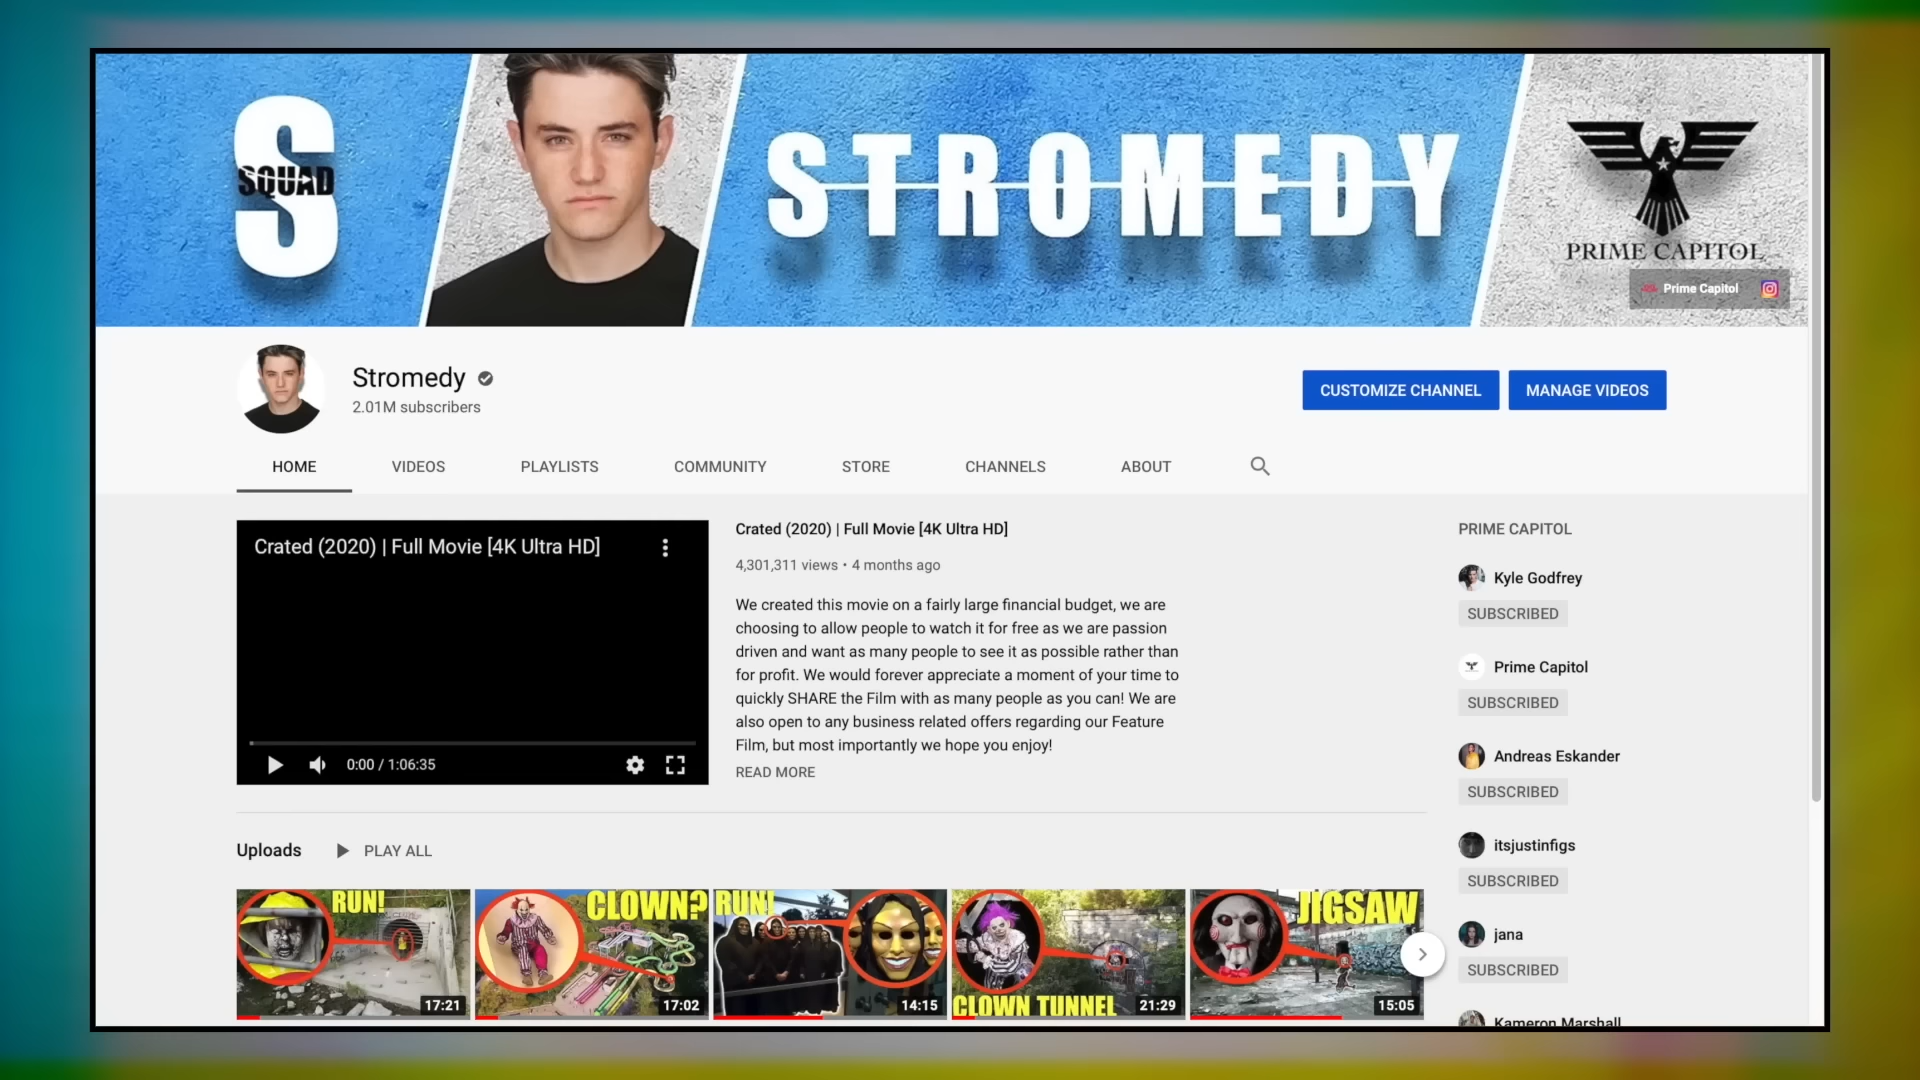 S
SQUAD
STROMEDY
PRIME CAPITOL
Prime Capitol
Stromedy
2.01M subscribers
CUSTOMIZE CHANNEL
MANAGE VIDEOS
HOME
VIDEOS
PLAYLISTS
COMMUNITY
STORE
CHANNELS
ABOUT
Crated (2020) | Full Movie [4K Ultra HD]
0:00 / 1:06:35
Crated (2020) | Full Movie [4K Ultra HD]
4,301,311 views • 4 months ago
We created this movie on a fairly large financial budget, we are
choosing to allow people to watch it for free as we are passion
driven and want as many people to see it as possible rather than
for profit. We would forever appreciate a moment of your time to
quickly SHARE the Film with as many people as you can! We are
also open to any business related offers regarding our Feature
Film, but most importantly we hope you enjoy!
READ MORE
PRIME CAPITOL
Kyle Godfrey
SUBSCRIBED
Prime Capitol
SUBSCRIBED
Andreas Eskander
SUBSCRIBED
itsjustinfigs
SUBSCRIBED
jana
SUBSCRIBED
Kameron Marshall
Uploads
PLAY ALL
RUN!
17:21
CLOWN?
17:02
RUN!
14:15
CLOWN TUNNEL
21:29
JIGSAW
15:05